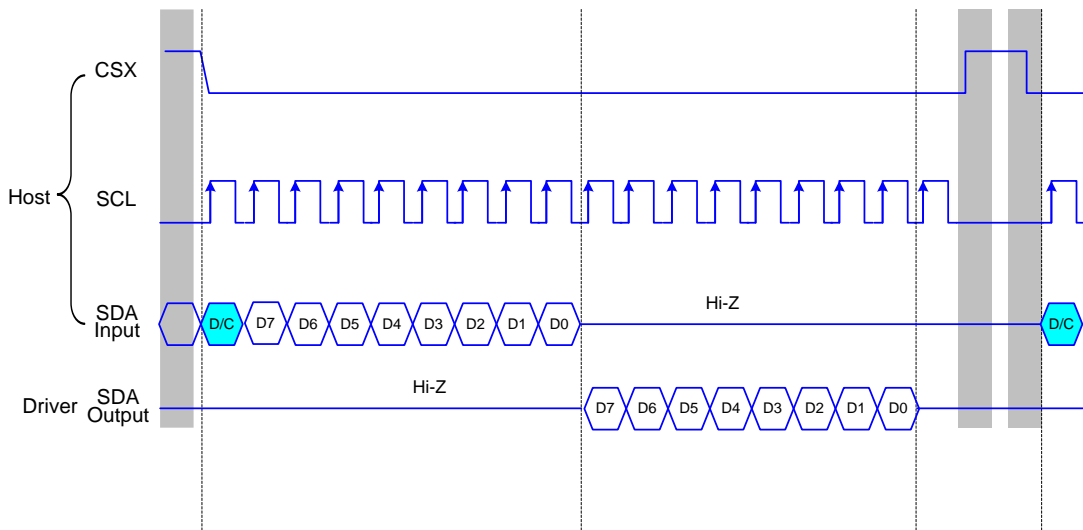 CSX
Host
SCL
SDA
Input
D/C D7 D6 D5 D4 D3 D2 D1 D0
Hi-Z
D/C
Driver
SDA
Output
Hi-Z
D7 D6 D5 D4 D3 D2 D1 D0